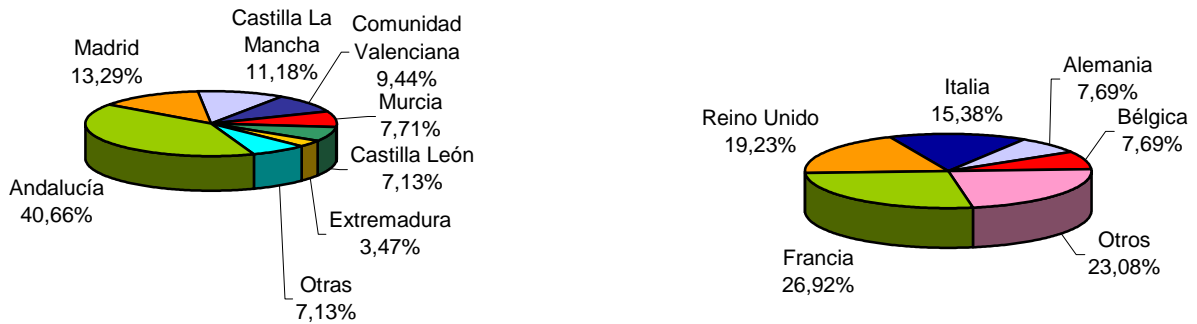 Castilla La
Mancha
11,18%
Comunidad
Valenciana
9,44%
Madrid
13,29%
Murcia
7,71%
Castilla León
7,13%
Andalucía
40,66%
Extremadura
3,47%
Otras
7,13%
Italia
15,38%
Alemania
7,69%
Reino Unido
19,23%
Bélgica
7,69%
Francia
26,92%
Otros
23,08%